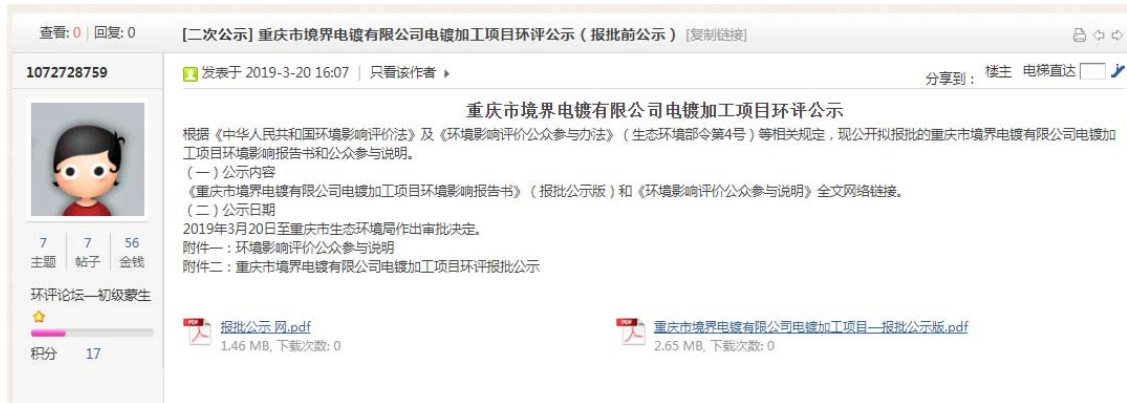 查看: 0 | 回复: 0
[二次公示] 重庆市境界电镀有限公司电镀加工项目环评公示（报批前公示） [复制链接]
1072728759
发表于 2019-3-20 16:07 | 只看该作者
分享到： 楼主 电梯直达
重庆市境界电镀有限公司电镀加工项目环评公示
根据《中华人民共和国环境影响评价法》及《环境影响评价公众参与办法》（生态环境部令第4号）等相关规定，现公开拟报批的重庆市境界电镀有限公司电镀加
工项目环境影响报告书和公众参与说明。
（一）公示内容
《重庆市境界电镀有限公司电镀加工项目环境影响报告书》（报批公示版）和《环境影响评价公众参与说明》全文网络链接。
（二）公示日期
2019年3月20日至重庆市生态环境局作出审批决定。
附件一：环境影响评价公众参与说明
附件二：重庆市境界电镀有限公司电镀加工项目环评报批公示
7 7 56
主题 帖子 金钱
环评论坛—初级蒙生
积分 17
PDF
报批公示 网.pdf
1.46 MB, 下载次数: 0
PDF
重庆市境界电镀有限公司电镀加工项目—报批公示版.pdf
2.65 MB, 下载次数: 0